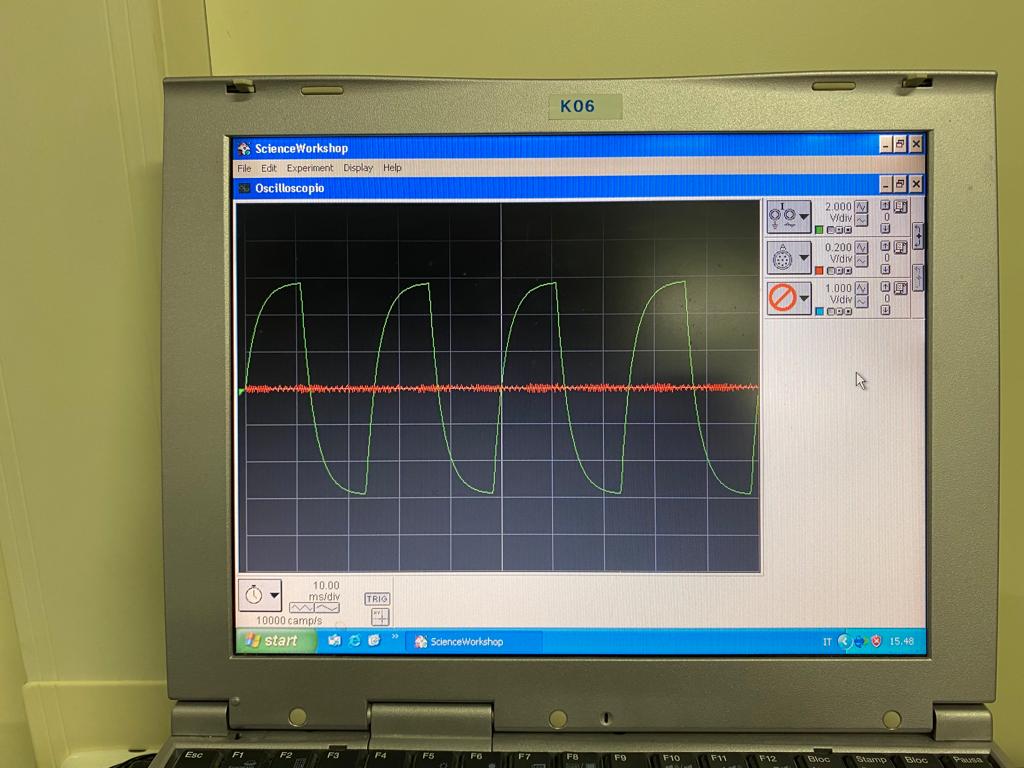 K06
ScienceWorkshop
File Edit Experiment Display Help
Oscilloscopio
I
2.000
V/div
0
A
0.200
V/div
0
1.000
V/div
0
10.00
ms/div
TRIG
10000 camp/s
start
ScienceWorkshop
IT
15.48
Esc F1 F2 F3 F4 F5 F6 F7 F8 F9 F10 F11 F12 Bloc Stamp Bloc Pausa